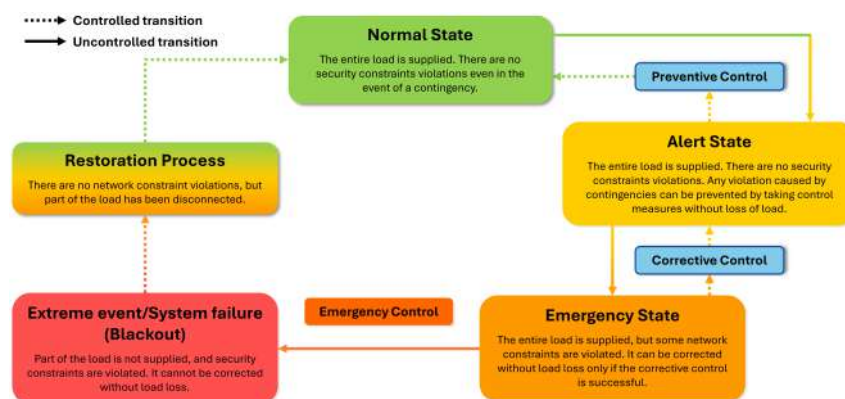 Controlled transition
Uncontrolled transition
Normal State
The entire load is supplied. There are no
security constraints violations even in the
event of a contingency.
Preventive Control
Alert State
The entire load is supplied. There are no security
constraints violations. Any violation caused by
contingencies can be prevented by taking control
measures without loss of load.
Restoration Process
There are no network constraint violations, but
part of the load has been disconnected.
Corrective Control
Extreme event/System failure
(Blackout)
Part of the load is not supplied, and security
constraints are violated. It cannot be corrected
without load loss.
Emergency Control
Emergency State
The entire load is supplied, but some network
constraints are violated. It can be corrected
without load loss only if the corrective control
is successful.